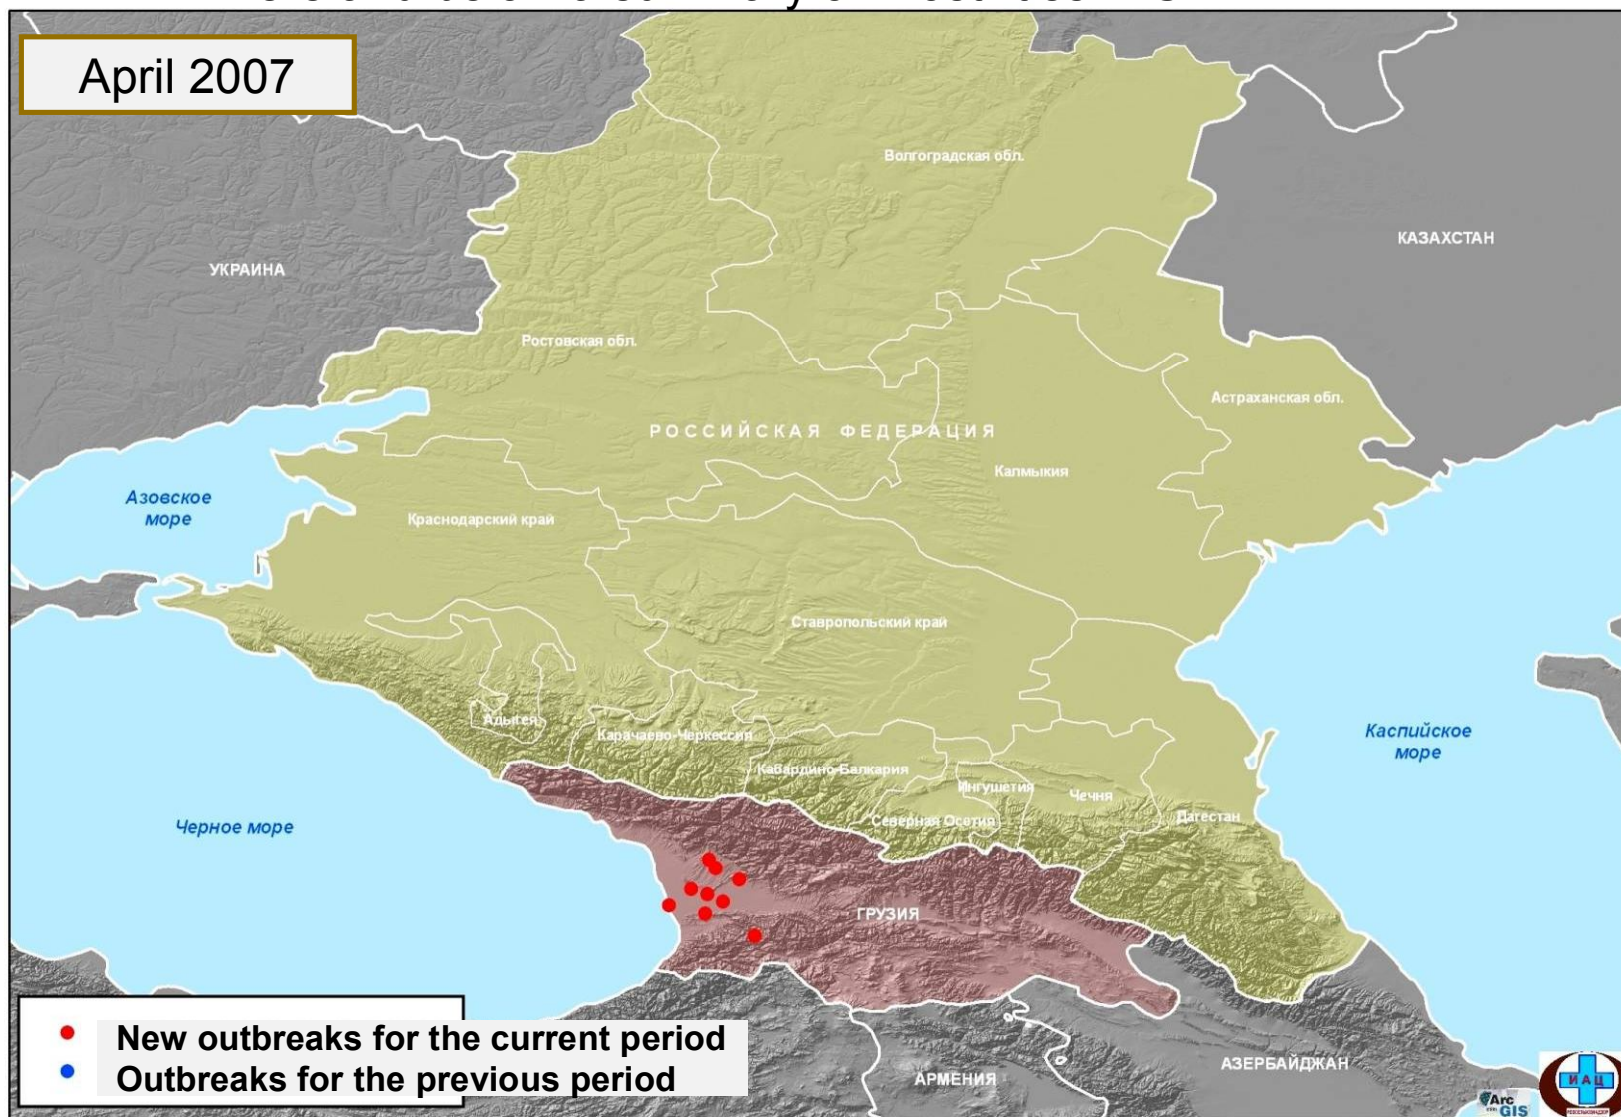 April 2007
Волгоградская обл.
КАЗАХСТАН
УКРАИНА
Ростовская обл.
Астраханская обл.
РОССИЙСКАЯ ФЕДЕРАЦИЯ
Калмыкия
Азовское
море
Краснодарский край
Ставропольский край
Адыгея
Карачаево-Черкессия
Каспийское
море
Кабардино-Балкария
Ингушетия
Чечня
Черное море
Северная Осетия
Дагестан
ГРУЗИЯ
New outbreaks for the current period
Outbreaks for the previous period
АРМЕНИЯ
АЗЕРБАЙДЖАН
ИАЦ
Arc
GIS